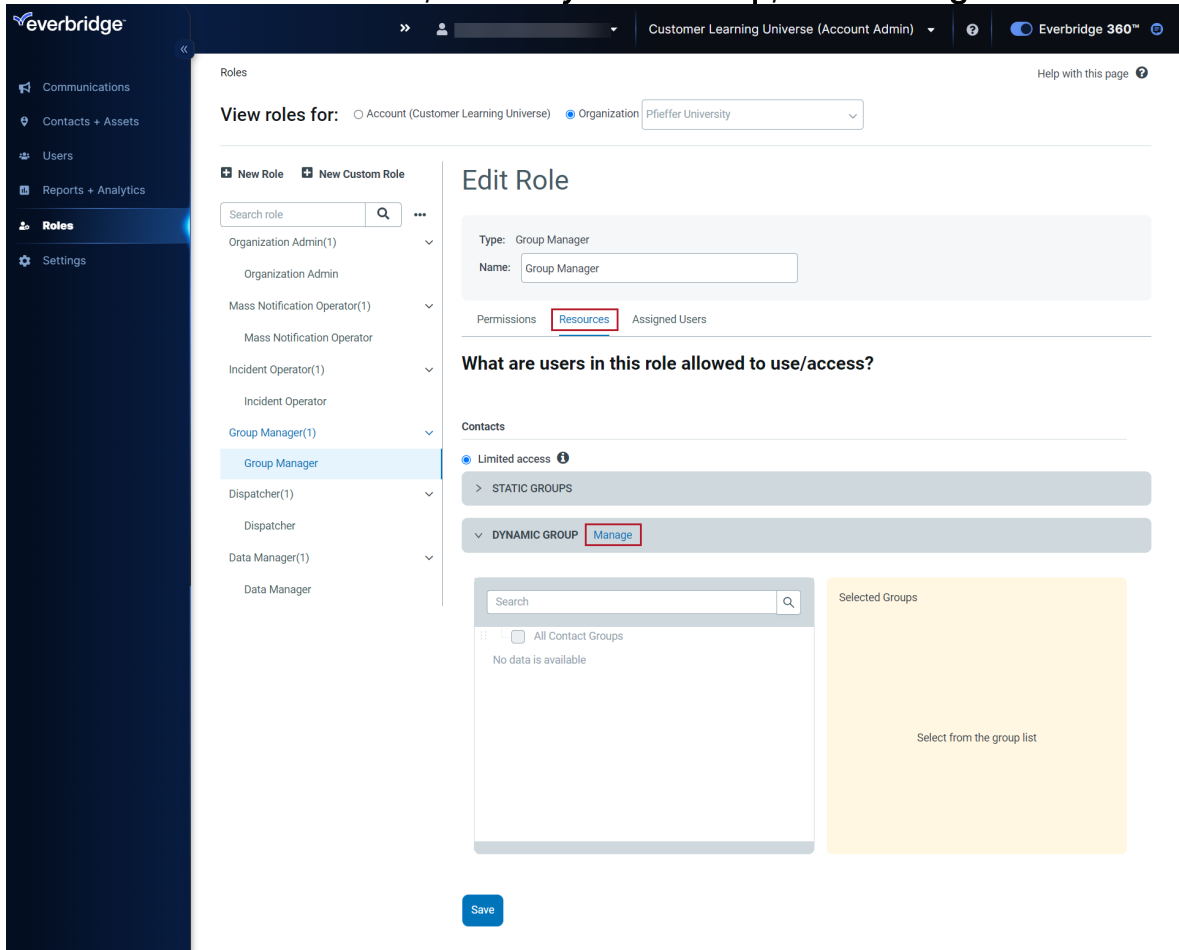 everbridge
Customer Learning Universe (Account Admin)
Everbridge 360™
Communications
Contacts + Assets
Users
Reports + Analytics
Roles
Settings
Roles
Help with this page
View roles for:
Account (Customer Learning Universe)
Organization
Pfieffer University
New Role
New Custom Role
Search role
Organization Admin(1)
Organization Admin
Mass Notification Operator(1)
Mass Notification Operator
Incident Operator(1)
Incident Operator
Group Manager(1)
Group Manager
Dispatcher(1)
Dispatcher
Data Manager(1)
Data Manager
Edit Role
Type: Group Manager
Name: Group Manager
Permissions Resources Assigned Users
What are users in this role allowed to use/access?
Contacts
Limited access
STATIC GROUPS
DYNAMIC GROUP Manage
Search
All Contact Groups
No data is available
Selected Groups
Select from the group list
Save